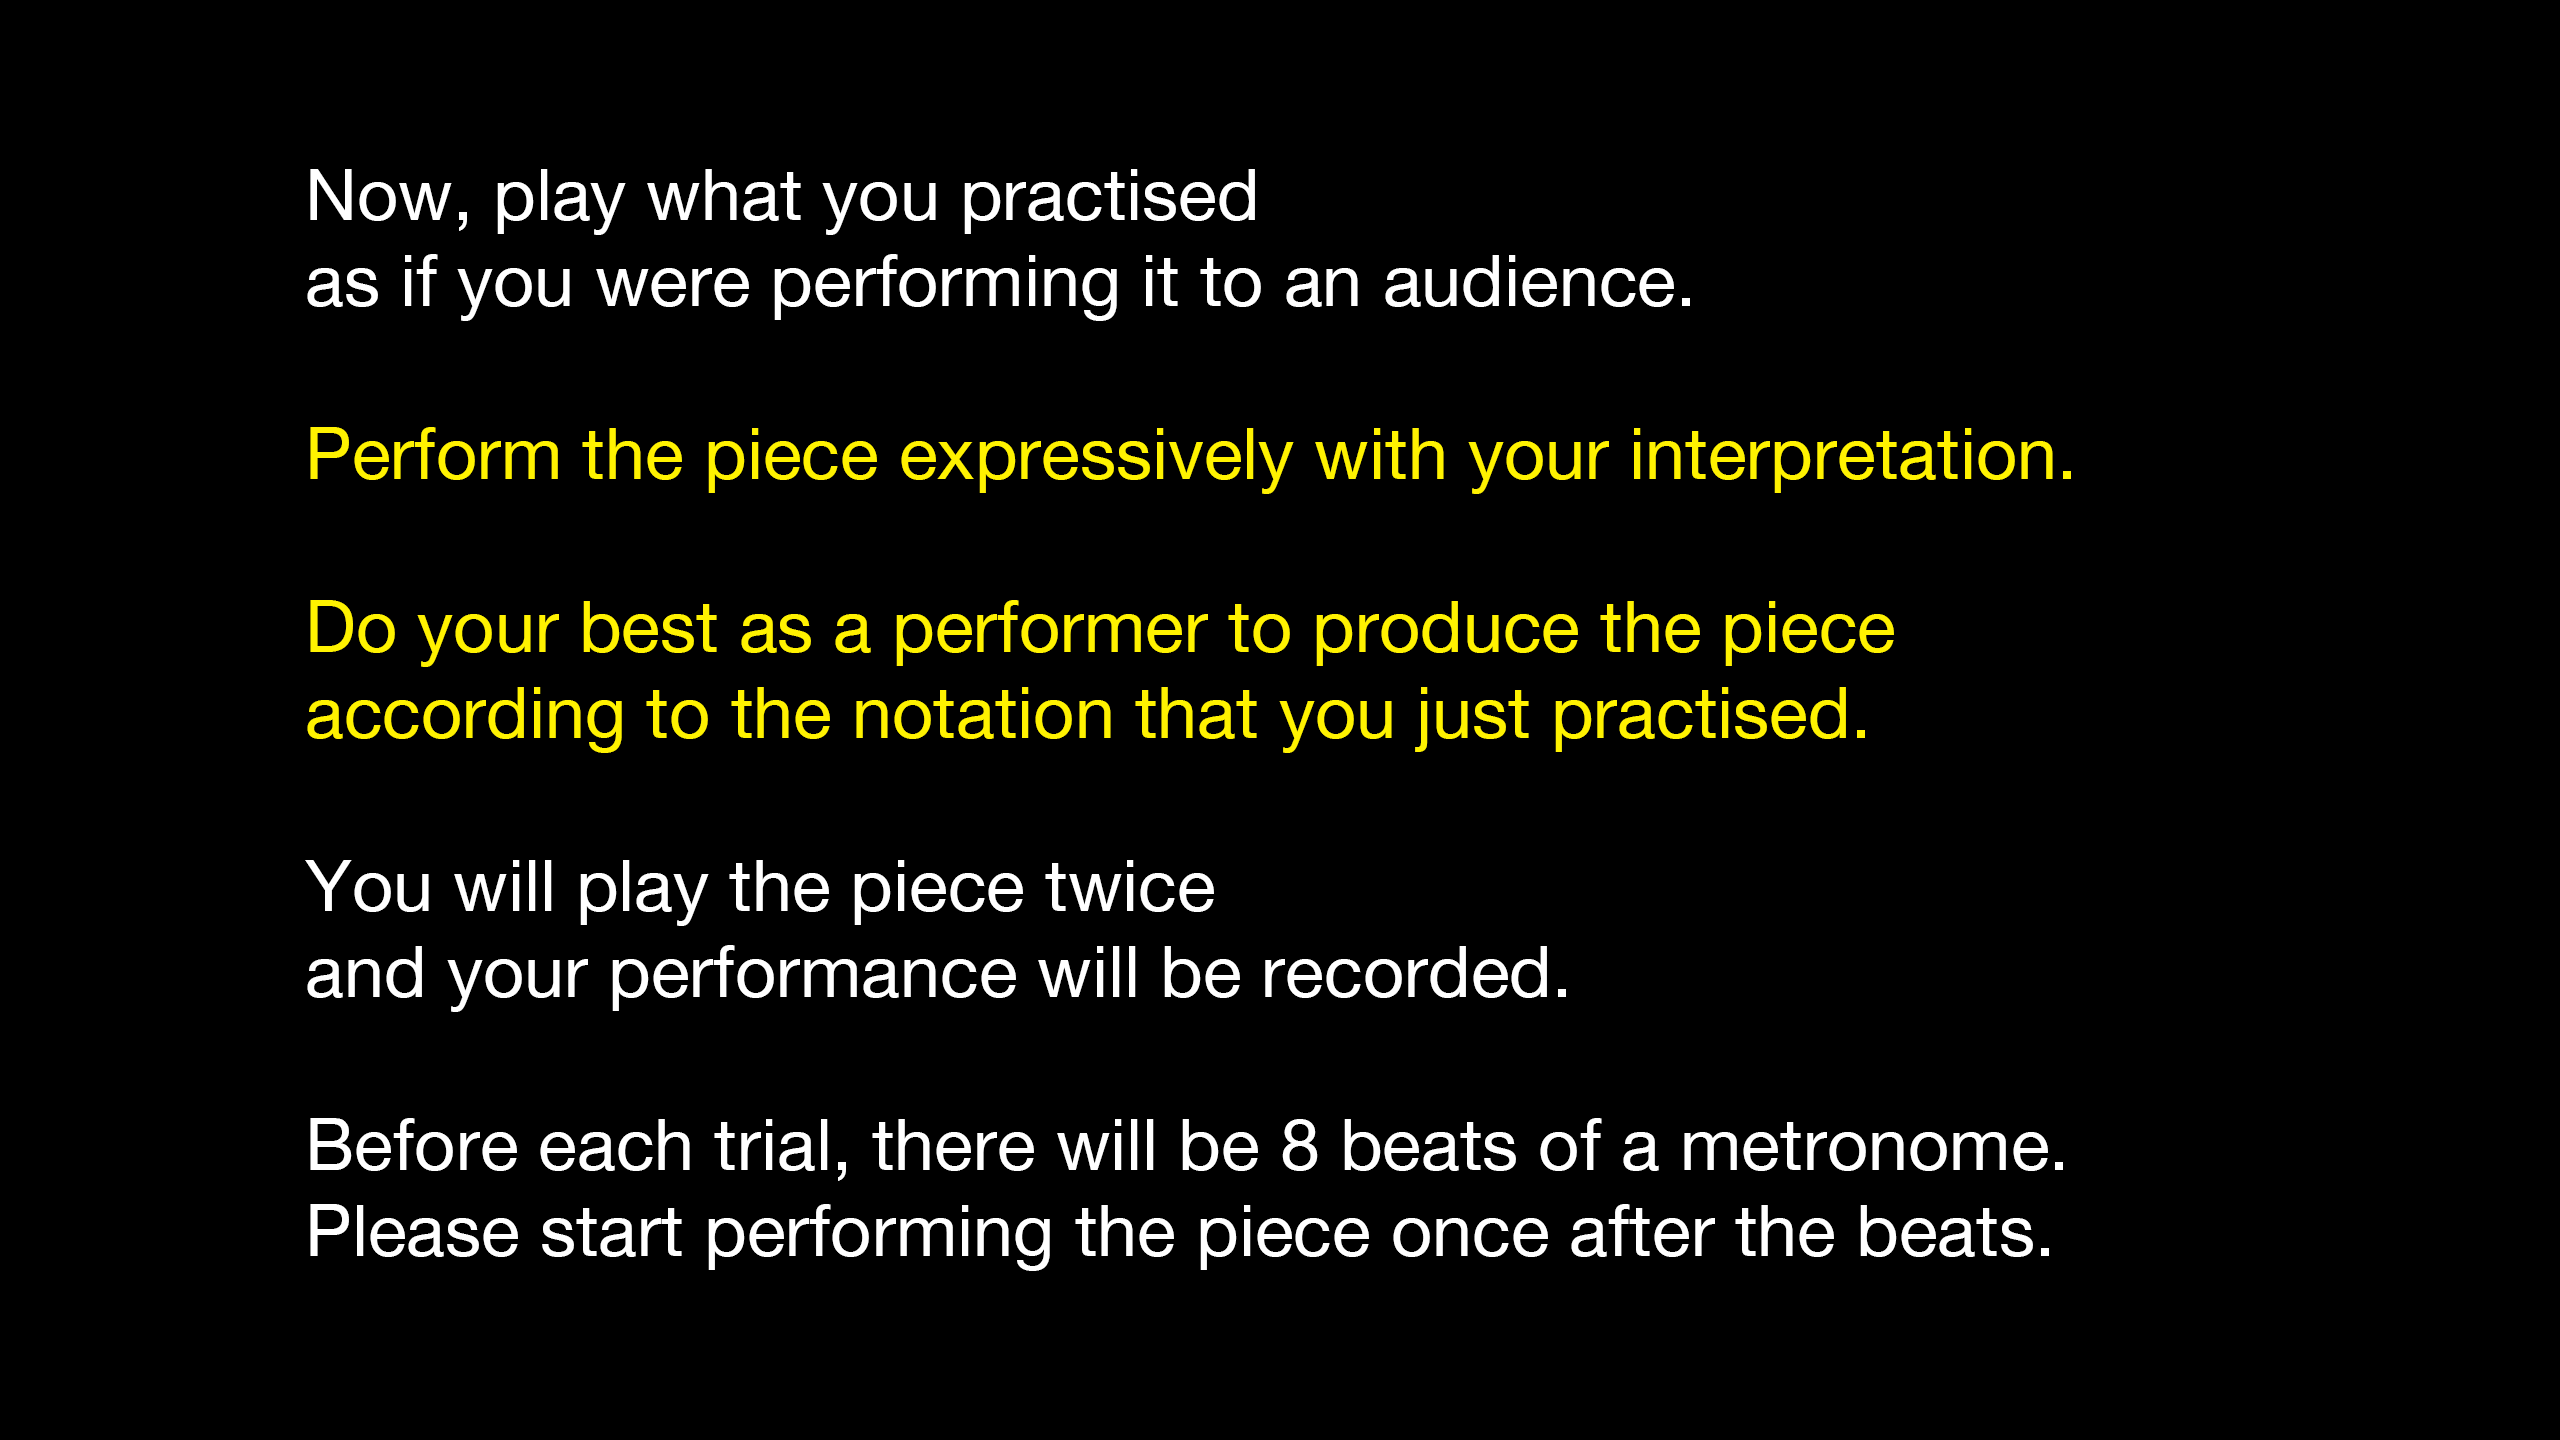 Now, play what you practised
as if you were performing it to an audience.
Perform the piece expressively with your interpretation.
Do your best as a performer to produce the piece
according to the notation that you just practised.
You will play the piece twice
and your performance will be recorded.
Before each trial, there will be 8 beats of a metronome.
Please start performing the piece once after the beats.